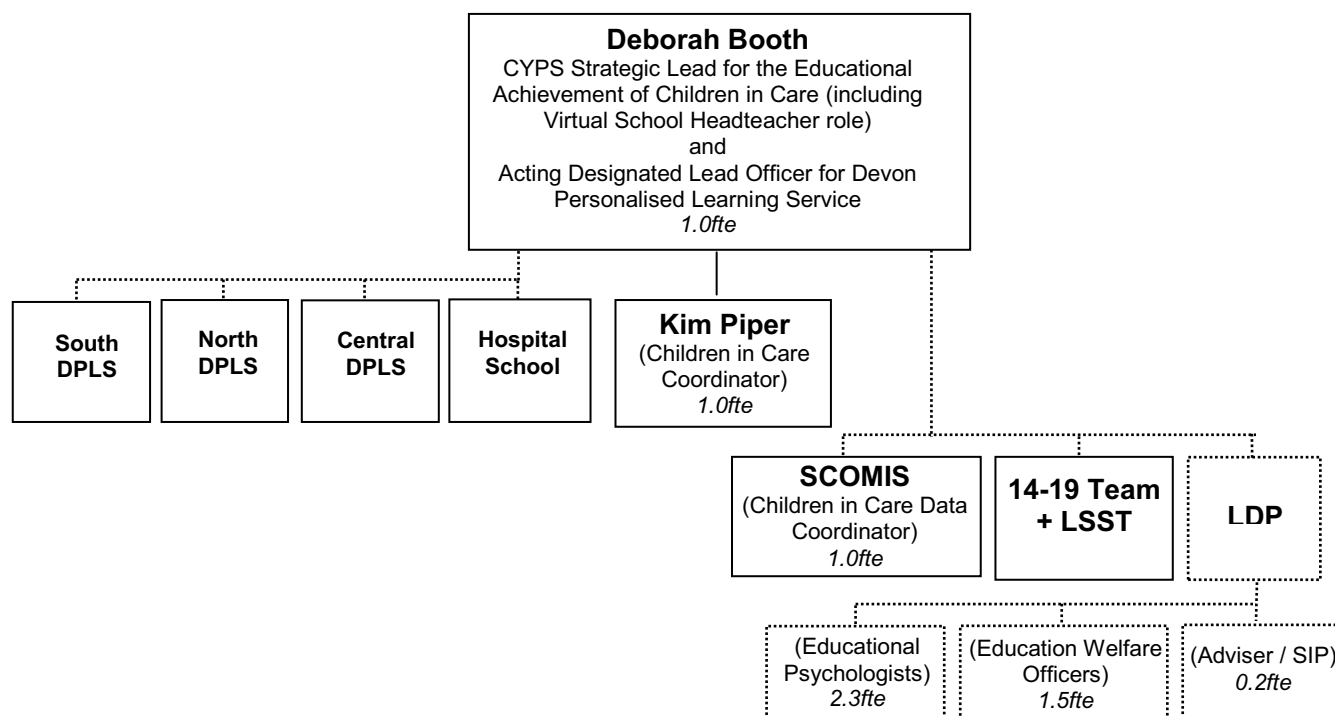 Deborah Booth
CYPS Strategic Lead for the Educational
Achievement of Children in Care (including
Virtual School Headteacher role)
and
Acting Designated Lead Officer for Devon
Personalised Learning Service
1.0fte
South
DPLS
North
DPLS
Central
DPLS
Hospital
School
Kim Piper
(Children in Care
Coordinator)
1.0fte
SCOMIS
(Children in Care Data
Coordinator)
1.0fte
14-19 Team
+ LSST
LDP
(Educational
Psychologists)
2.3fte
(Education Welfare
Officers)
1.5fte
(Adviser / SIP)
0.2fte